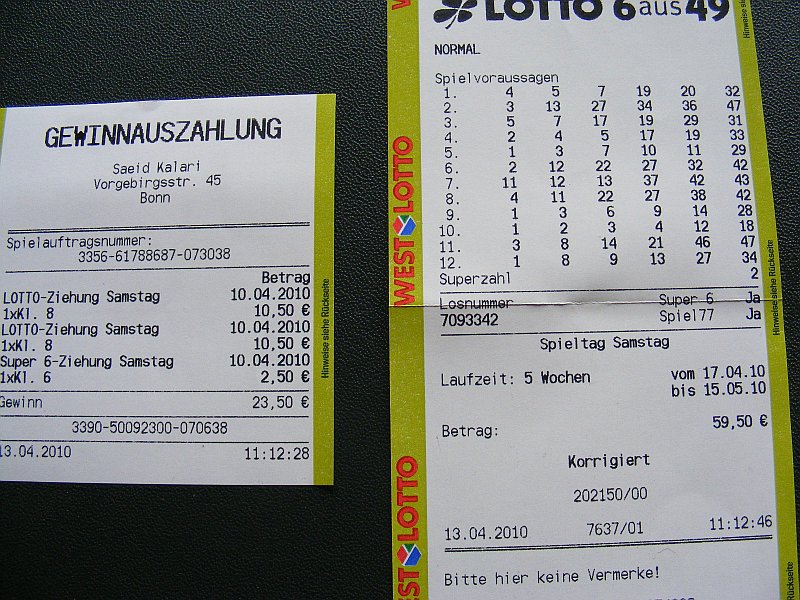 GEWINNAUSZAHLUNG
Saeid Kalari
Vorgebirgsstr. 45
Bonn
Spielauftragsnummer:
3356-61788687-073038
Betrag
LOTTO-Ziehung Samstag 10.04.2010
1xKl. 8 10,50 €
LOTTO-Ziehung Samstag 10.04.2010
1xKl. 8 10,50 €
Super 6-Ziehung Samstag 10.04.2010
1xKl. 6 2,50 €
Gewinn 23,50 €
3390-50092300-070638
13.04.2010 11:12:28
Hinweise siehe Rückseite
LOTTO 6aus49
NORMAL
Spielvoraussagen
1. 4 5 7 19 20 32
2. 3 13 27 34 36 47
3. 5 7 17 19 29 31
4. 2 4 5 17 19 33
5. 1 3 7 10 11 29
6. 2 12 22 27 32 42
7. 11 12 13 37 42 43
8. 4 11 22 27 38 42
9. 1 3 6 9 14 28
10. 1 2 3 4 12 18
11. 3 8 14 21 46 47
12. 1 8 9 13 27 34
Superzahl 2
Losnummer Super 6 Ja
7093342 Spiel77 Ja
Spieltag Samstag
Laufzeit: 5 Wochen vom 17.04.10
bis 15.05.10
Betrag: 59,50 €
Korrigiert
202150/00
13.04.2010 7637/01 11:12:46
Bitte hier keine Vermerke!
WEST LOTTO
WEST LOTTO
Hinweise siehe Rückseite
Hinweise siehe Rückseite